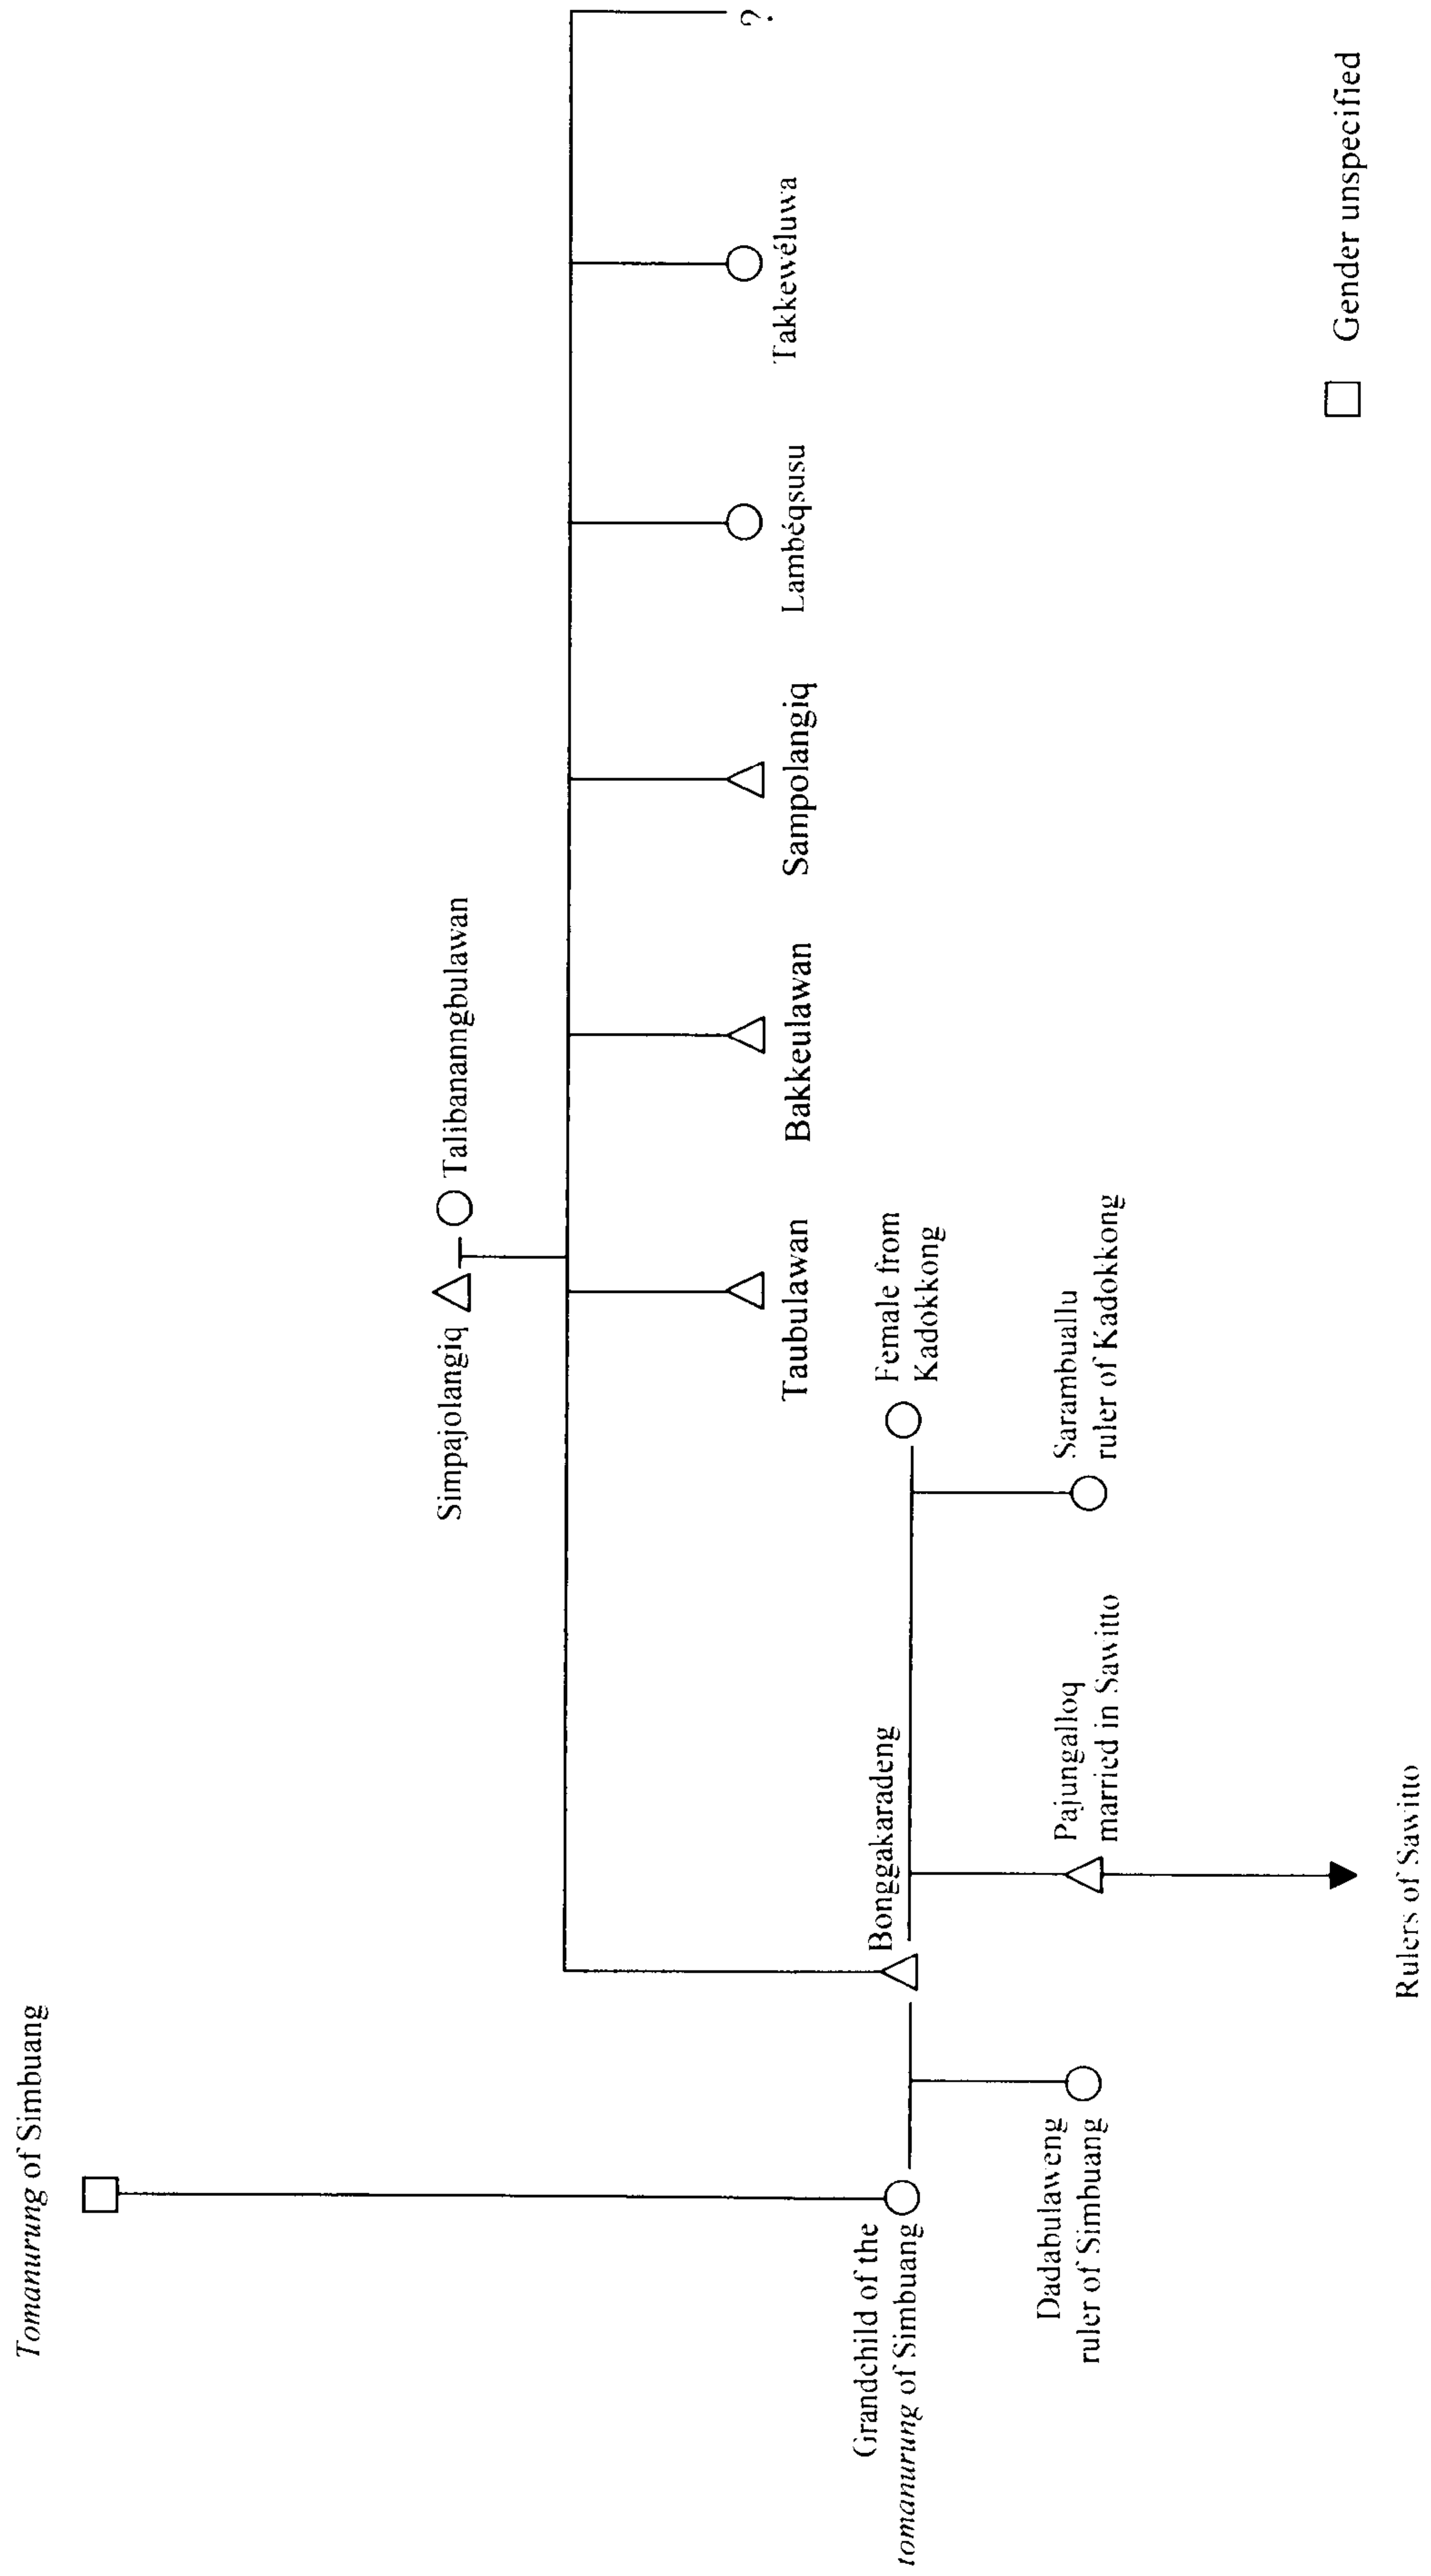 Tomanurung of Simbuang
Simpajolangiq
Talibananngbulawan
Taubulawan
Bakkeulawan
Sampolangiq
Lambéqsusu
Takkewéluwa
?
Grandchild of the
tomanurung of Simbuang
Bonggakaradeng
Female from
Kadokkong
Dadabulaweng
ruler of Simbuang
Pajungalloq
married in Sawitto
Sarambuallu
ruler of Kadokkong
Rulers of Sawitto
Gender unspecified